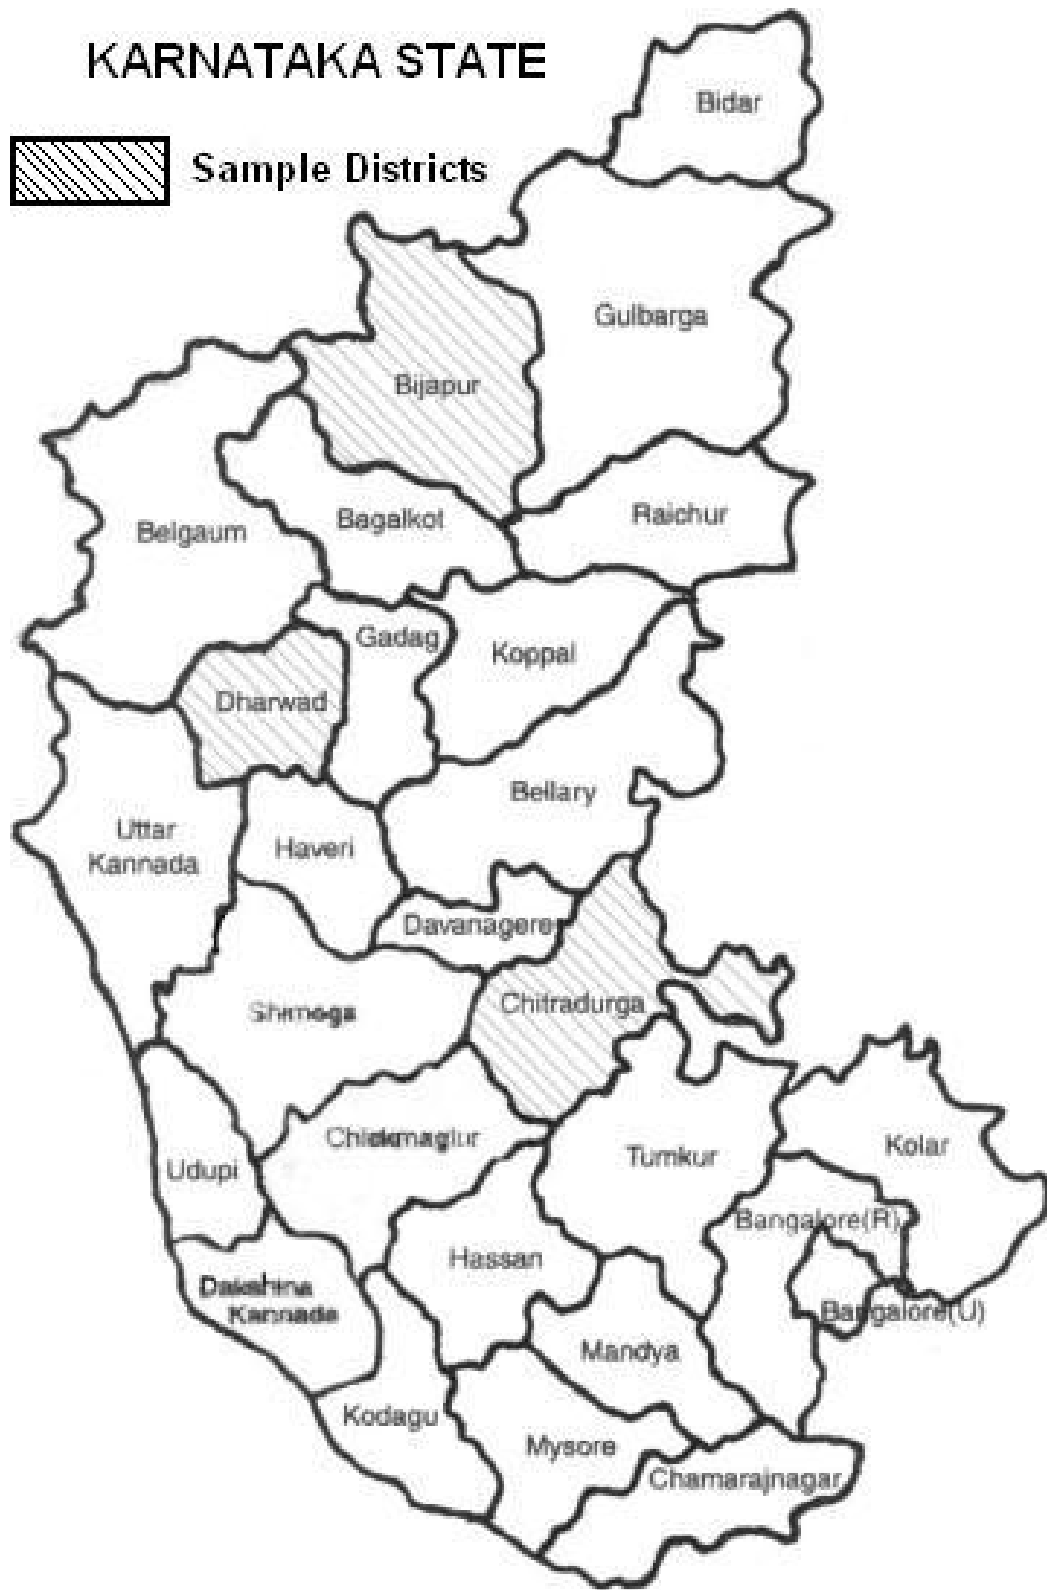 KARNATAKA STATE
Sample Districts
Bidar
Gulbarga
Bijapur
Raichur
Bagalkot
Belgaum
Gadag
Koppal
Dharwad
Bellary
Uttar
Kannada
Haveri
Davanagere
Chitradurga
Shimoga
Chickmaglur
Tumkur
Kolar
Udupi
Bangalore(R)
Hassan
Dakshina
Kannada
Bangalore(U)
Mandya
Kodagu
Mysore
Chamarajnagar